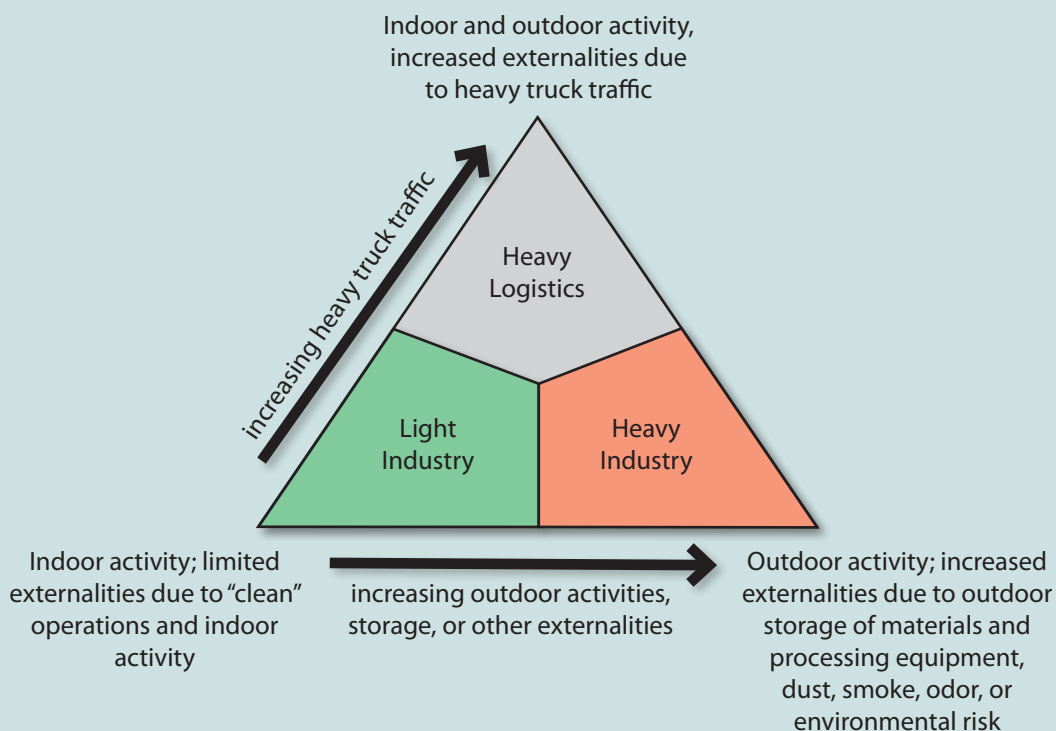 Indoor and outdoor activity,
increased externalities due
to heavy truck traffic
increasing heavy truck traffic
Heavy
Logistics
Light
Industry
Heavy
Industry
Indoor activity; limited
externalities due to “clean”
operations and indoor
activity
increasing outdoor activities,
storage, or other externalities
Outdoor activity; increased
externalities due to outdoor
storage of materials and
processing equipment,
dust, smoke, odor, or
environmental risk